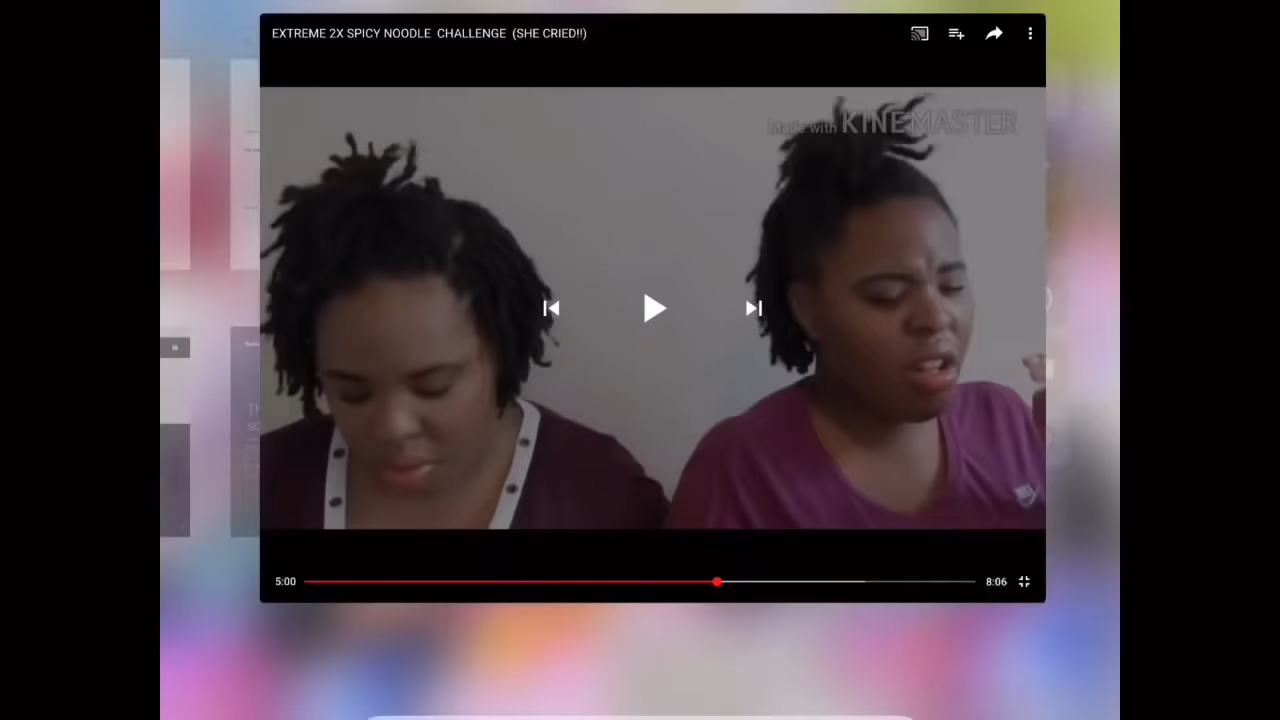 EXTREME 2X SPICY NOODLE CHALLENGE (SHE CRIED!!)
Made with KINEMASTER
5:00
8:06